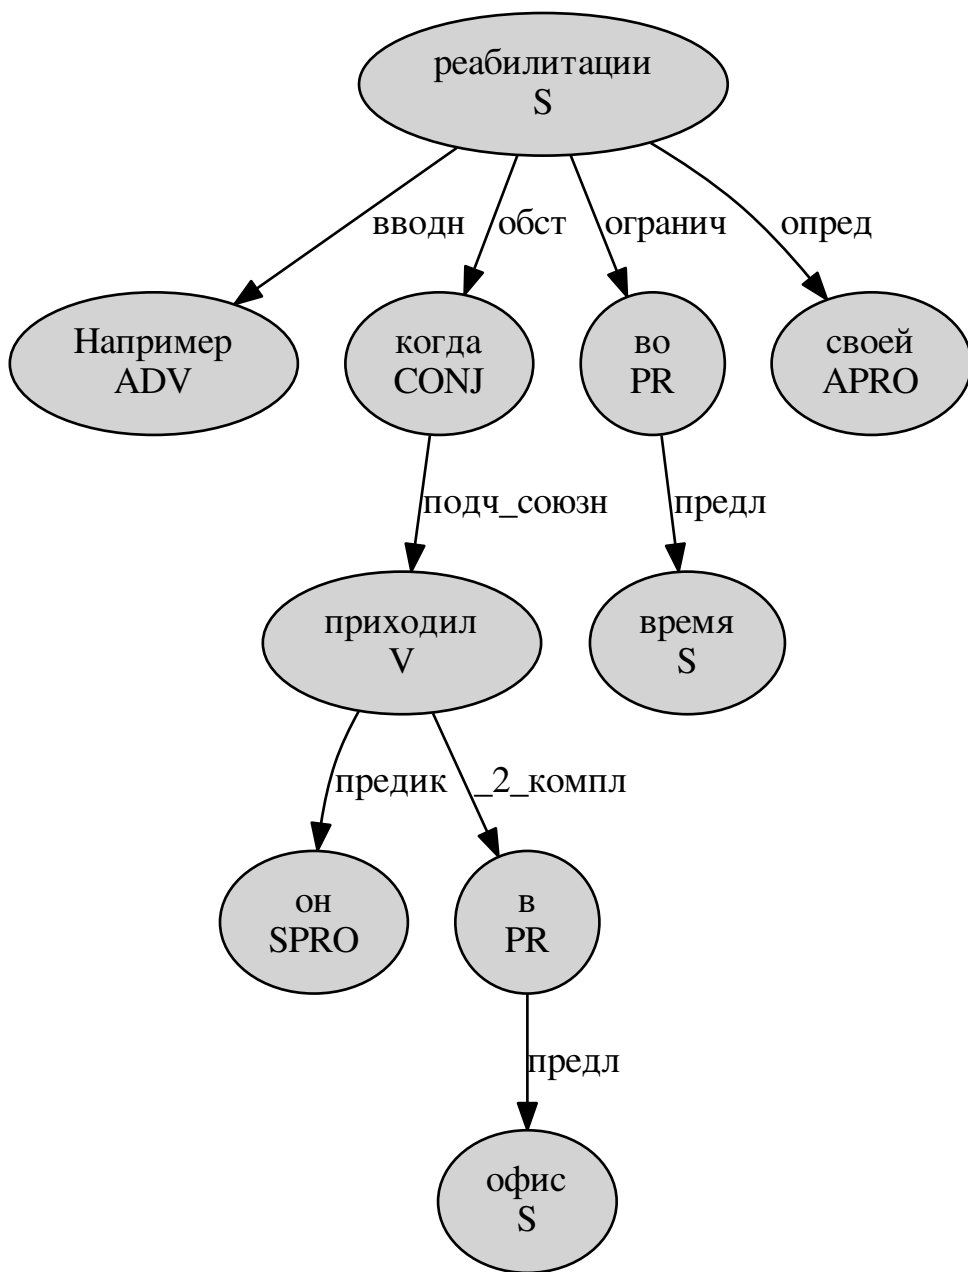 реабилитации
S
вводн
обст
огранич
опред
Например
ADV
когда
CONJ
во
PR
своей
APRO
подч_союзн
предл
приходил
V
время
S
предик
_2_компл
он
SPRO
в
PR
предл
офис
S